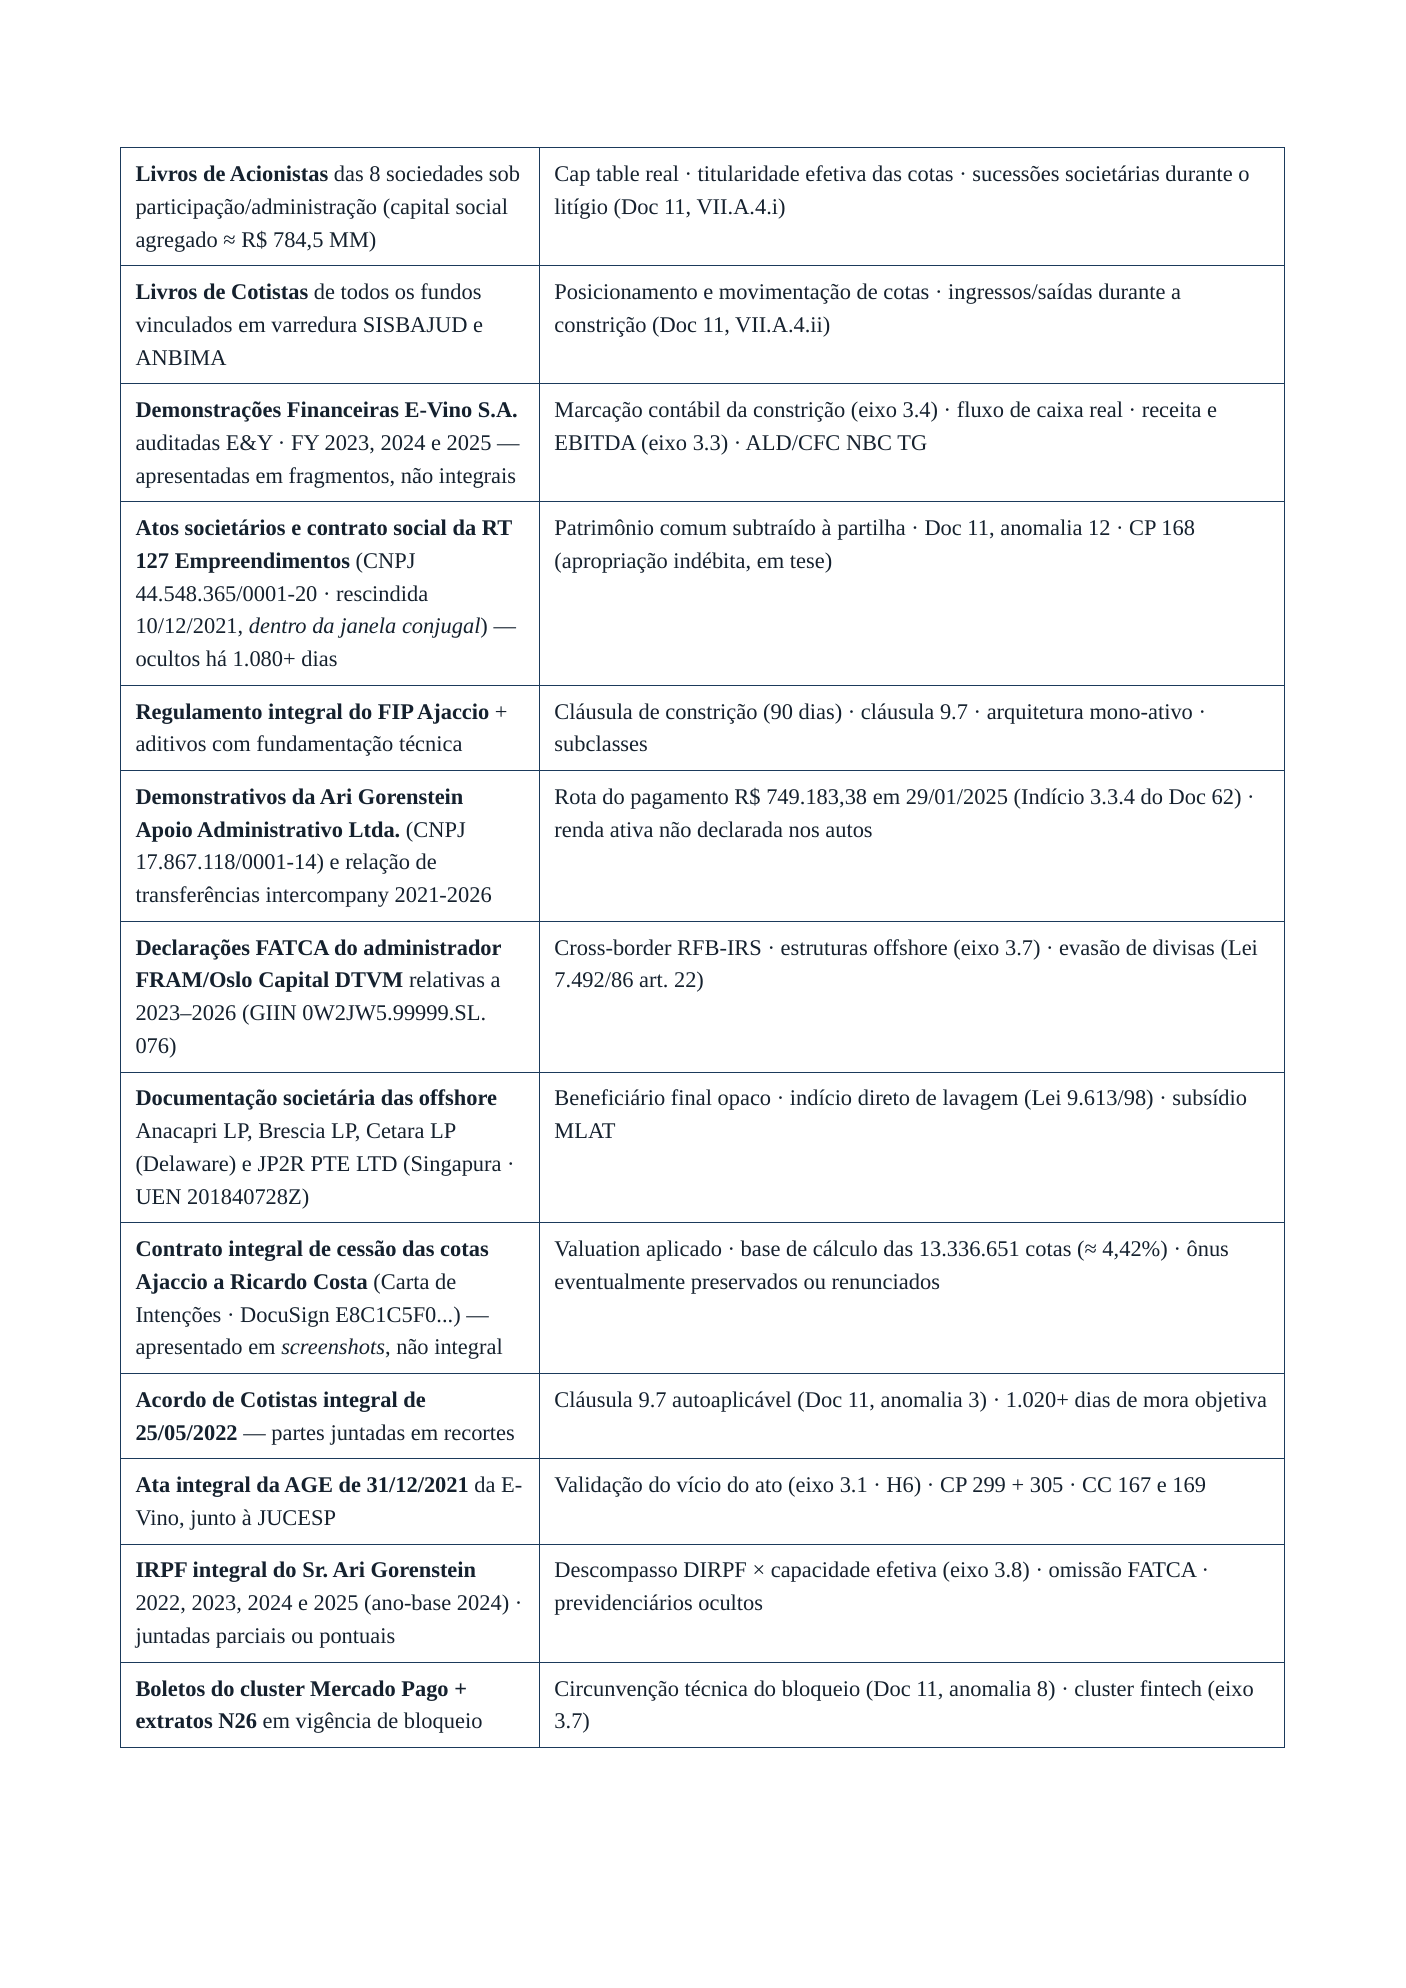 Livros de Acionistas das 8 sociedades sob
participação/administração (capital social
agregado ≈ R$ 784,5 MM)
Cap table real · titularidade efetiva das cotas · sucessões societárias durante o
litígio (Doc 11, VII.A.4.i)
Livros de Cotistas de todos os fundos
vinculados em varredura SISBAJUD e
ANBIMA
Posicionamento e movimentação de cotas · ingressos/saídas durante a
constrição (Doc 11, VII.A.4.ii)
Demonstrações Financeiras E-Vino S.A.
auditadas E&Y · FY 2023, 2024 e 2025 —
apresentadas em fragmentos, não integrais
Marcação contábil da constrição (eixo 3.4) · fluxo de caixa real · receita e
EBITDA (eixo 3.3) · ALD/CFC NBC TG
Atos societários e contrato social da RT
127 Empreendimentos (CNPJ
44.548.365/0001-20 · rescindida
10/12/2021, dentro da janela conjugal) —
ocultos há 1.080+ dias
Patrimônio comum subtraído à partilha · Doc 11, anomalia 12 · CP 168
(apropriação indébita, em tese)
Regulamento integral do FIP Ajaccio +
aditivos com fundamentação técnica
Cláusula de constrição (90 dias) · cláusula 9.7 · arquitetura mono-ativo ·
subclasses
Demonstrativos da Ari Gorenstein
Apoio Administrativo Ltda. (CNPJ
17.867.118/0001-14) e relação de
transferências intercompany 2021-2026
Rota do pagamento R$ 749.183,38 em 29/01/2025 (Indício 3.3.4 do Doc 62) ·
renda ativa não declarada nos autos
Declarações FATCA do administrador
FRAM/Oslo Capital DTVM relativas a
2023–2026 (GIIN 0W2JW5.99999.SL.
076)
Cross-border RFB-IRS · estruturas offshore (eixo 3.7) · evasão de divisas (Lei
7.492/86 art. 22)
Documentação societária das offshore
Anacapri LP, Brescia LP, Cetara LP
(Delaware) e JP2R PTE LTD (Singapura ·
UEN 201840728Z)
Beneficiário final opaco · indício direto de lavagem (Lei 9.613/98) · subsídio
MLAT
Contrato integral de cessão das cotas
Ajaccio a Ricardo Costa (Carta de
Intenções · DocuSign E8C1C5F0...) —
apresentado em screenshots, não integral
Valuation aplicado · base de cálculo das 13.336.651 cotas (≈ 4,42%) · ônus
eventualmente preservados ou renunciados
Acordo de Cotistas integral de
25/05/2022 — partes juntadas em recortes
Cláusula 9.7 autoaplicável (Doc 11, anomalia 3) · 1.020+ dias de mora objetiva
Ata integral da AGE de 31/12/2021 da E-
Vino, junto à JUCESP
Validação do vício do ato (eixo 3.1 · H6) · CP 299 + 305 · CC 167 e 169
IRPF integral do Sr. Ari Gorenstein
2022, 2023, 2024 e 2025 (ano-base 2024) ·
juntadas parciais ou pontuais
Descompasso DIRPF × capacidade efetiva (eixo 3.8) · omissão FATCA ·
previdenciários ocultos
Boletos do cluster Mercado Pago +
extratos N26 em vigência de bloqueio
Circunvenção técnica do bloqueio (Doc 11, anomalia 8) · cluster fintech (eixo
3.7)